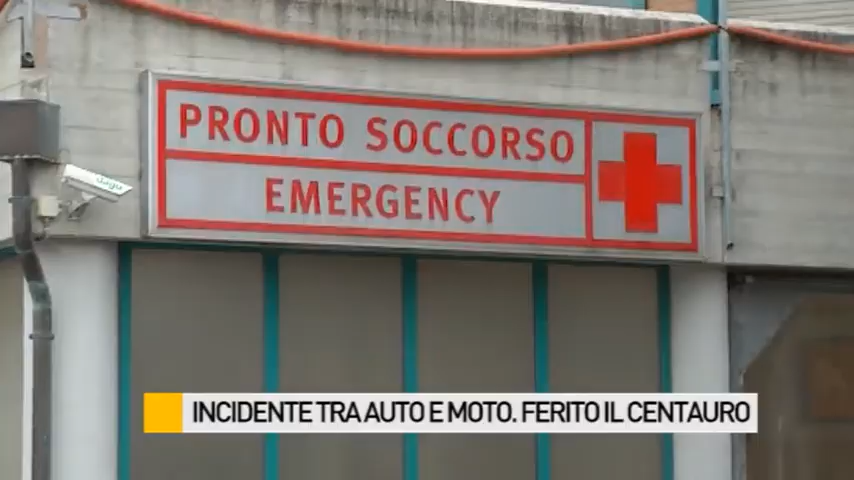 PRONTO SOCCORSO
EMERGENCY
INCIDENTE TRA AUTO E MOTO. FERITO IL CENTAURO